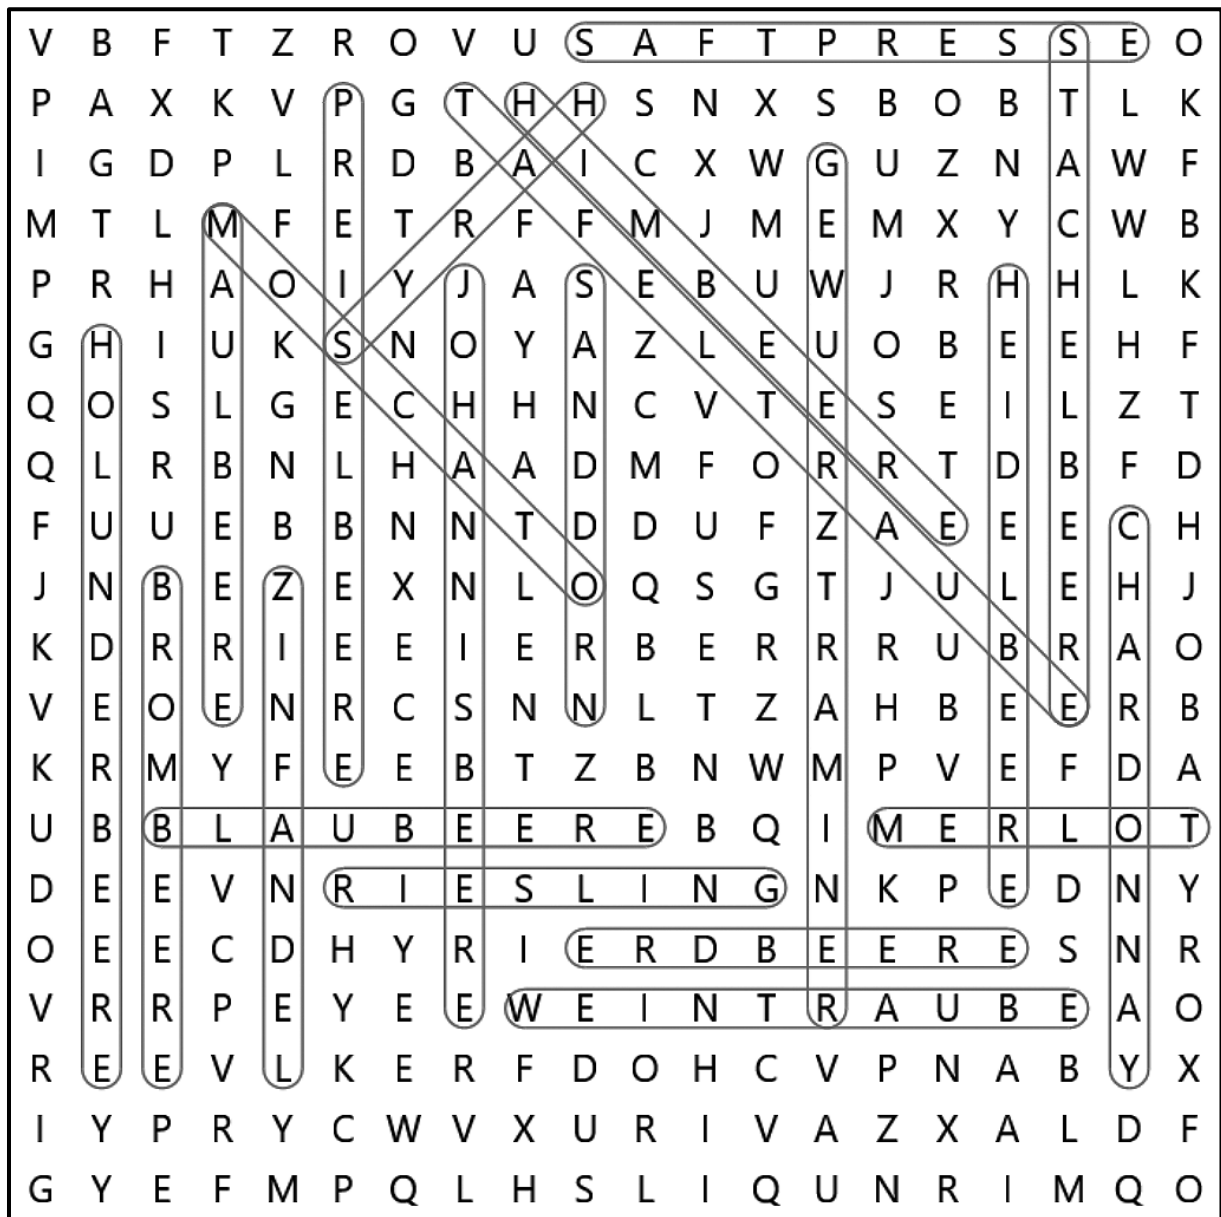 V B F T Z R O V U S A F T P R E S S E O
P A X K V P G T H H S N X S B O B T L K
I G D P L R D B A I C X W G U Z N A W F
M T L M F E T R F F M J M E M X Y C W B
P R H A O I Y J A S E B U W J R H H L K
G H I U K S N O Y A Z L E U O B E E H F
Q O S L G E C H H N C V T E S E I L Z T
Q L R B N L H A A D M F O R R T D B F D
F U U E B B N N T D D U F Z A E E E C H
J N B E Z E X N L O Q S G T J U L E H J
K D R R I E E I E R B E R R R U B R A O
V E O E N R C S N N L T Z A H B E E R B
K R M Y F E E B T Z B N W M P V E F D A
U B B L A U B E E R E B Q I M E R L O T
D E E V N R I E S L I N G N K P E D N Y
O E E C D H Y R I E R D B E E R E S N R
V R R P E Y E E W E I N T R A U B E A O
R E E V L K E R F D O H C V P N A B Y X
I Y P R Y C W V X U R I V A Z X A L D F
G Y E F M P Q L H S L I Q U N R I M Q O